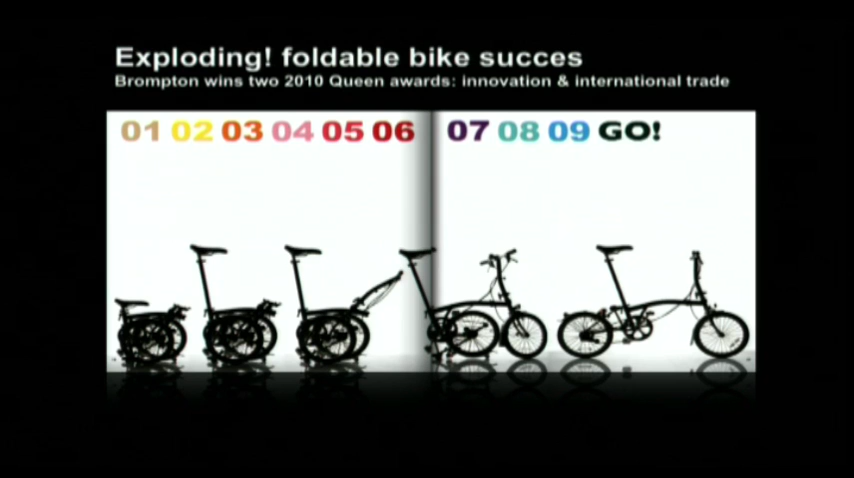 Exploding! foldable bike succes
Brompton wins two 2010 Queen awards: innovation & international trade
01 02 03 04 05 06 07 08 09 GO!